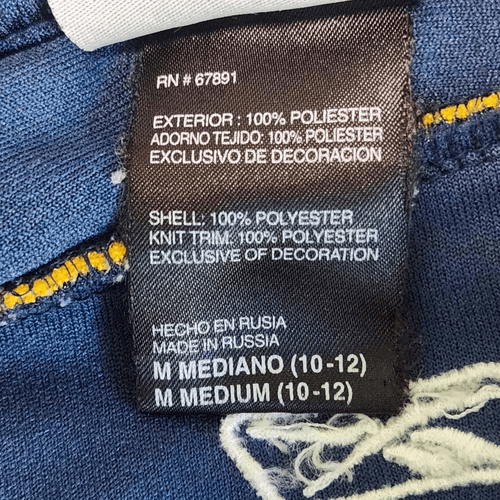 RN # 67891
EXTERIOR : 100% POLIESTER
ADORNO TEJIDO: 100% POLIESTER
EXCLUSIVO DE DECORACION
SHELL: 100% POLYESTER
KNIT TRIM: 100% POLYESTER
EXCLUSIVE OF DECORATION
HECHO EN RUSIA
MADE IN RUSSIA
M MEDIANO (10-12)
M MEDIUM (10-12)